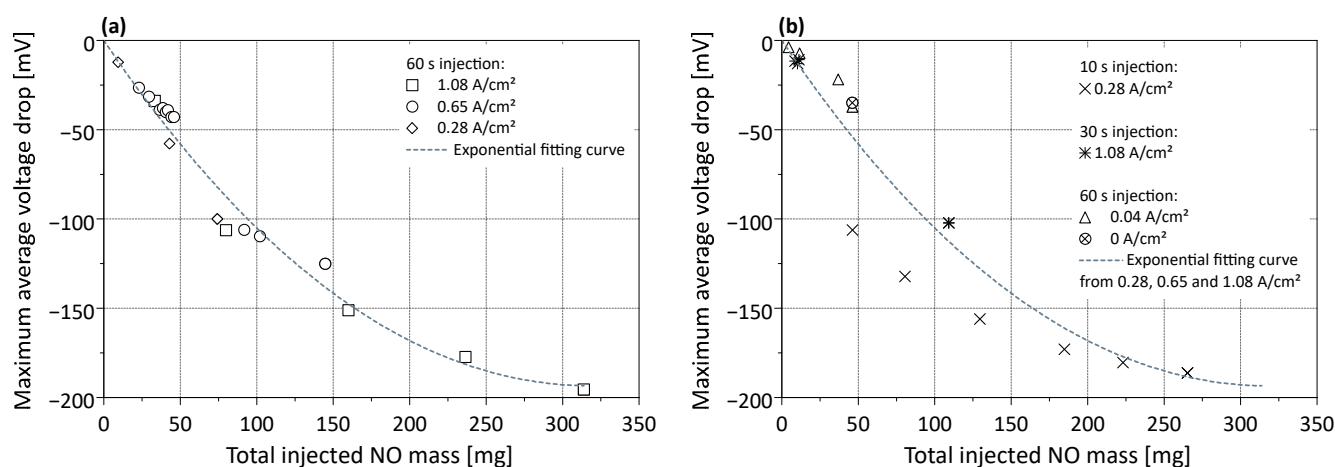 (a)
0
−50
−100
−150
−200
Maximum average voltage drop [mV]
60 s injection:
1.08 A/cm²
0.65 A/cm²
0.28 A/cm²
Exponential fitting curve
0 50 100 150 200 250 300 350
Total injected NO mass [mg]
(b)
0
−50
−100
−150
−200
Maximum average voltage drop [mV]
10 s injection:
0.28 A/cm²
30 s injection:
1.08 A/cm²
60 s injection:
0.04 A/cm²
0 A/cm²
Exponential fitting curve
from 0.28, 0.65 and 1.08 A/cm²
0 50 100 150 200 250 300 350
Total injected NO mass [mg]